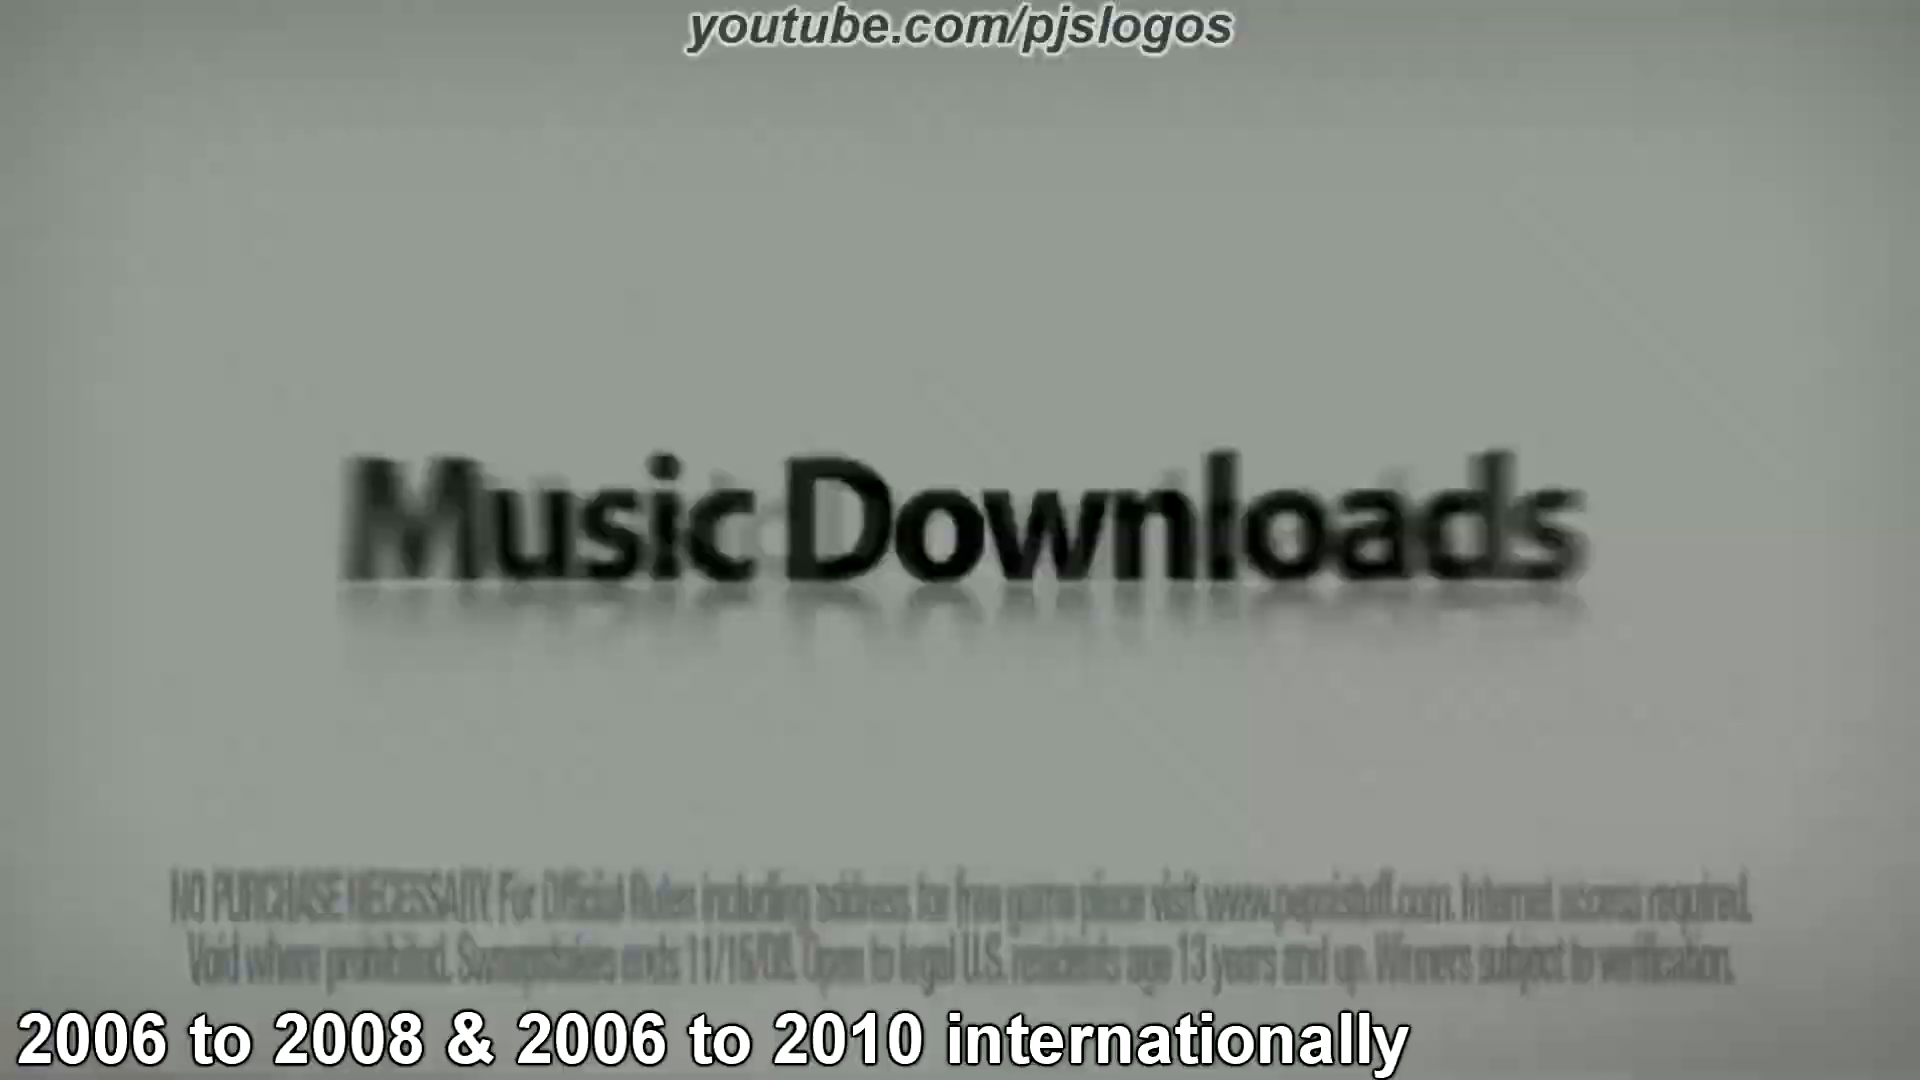 youtube.com/pjslogos
Music Downloads
NO PURCHASE NECESSARY. For Official Rules including address for free game piece visit www.pepsistuff.com. Internet access required.
Void where prohibited. Sweepstakes ends 11/16/08. Open to legal U.S. residents age 13 years and up. Winners subject to verification.
2006 to 2008 & 2006 to 2010 internationally